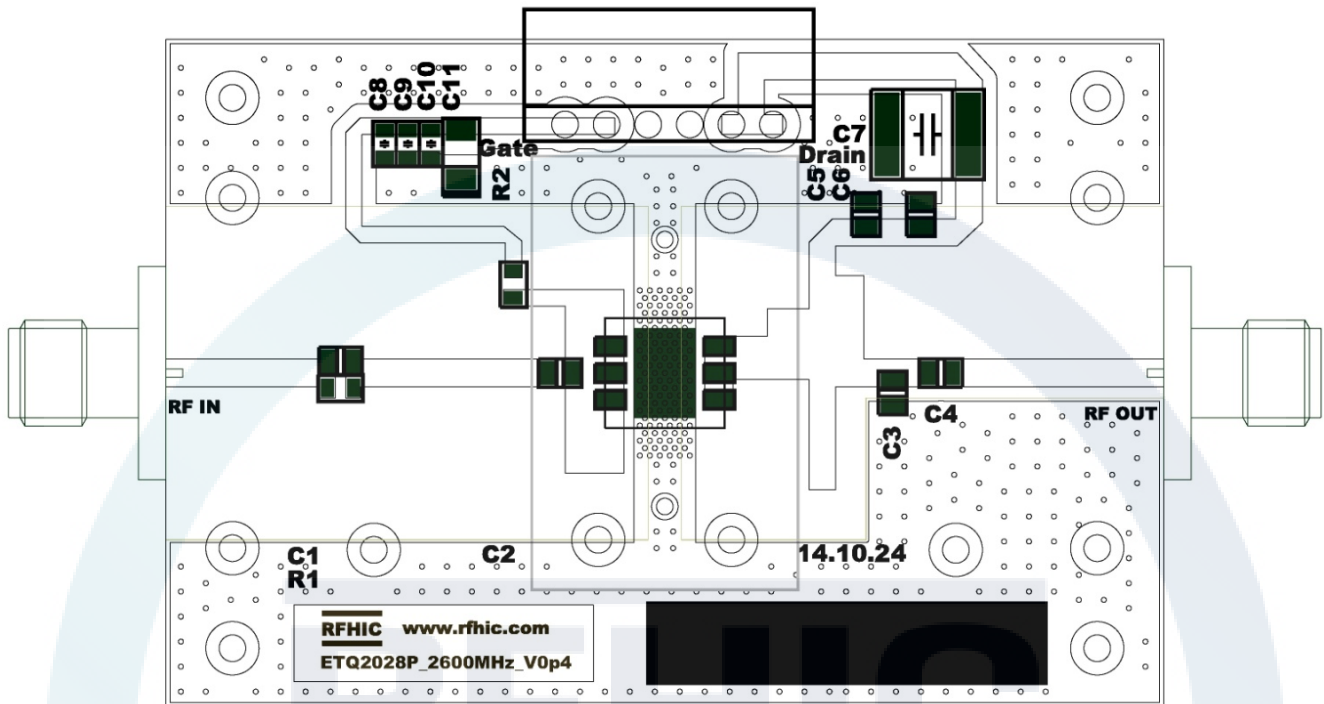 C8
C9
C10
C11
Gate
R2
C7
Drain
C5
C6
RF IN
RF OUT
C4
C3
C1
R1
C2
14.10.24
RFHIC
www.rfhic.com
ETQ2028P_2600MHz_V0p4
RFHIC